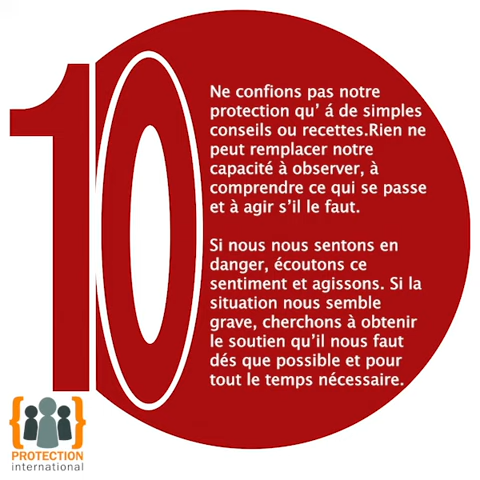 10
Ne confions pas notre
protection qu' á de simples
conseils ou recettes.Rien ne
peut remplacer notre
capacité à observer, à
comprendre ce qui se passe
et à agir s'il le faut.
Si nous nous sentons en
danger, écoutons ce
sentiment et agissons. Si la
situation nous semble
grave, cherchons à obtenir
le soutien qu'il nous faut
dés que possible et pour
tout le temps nécessaire.
PROTECTION
international